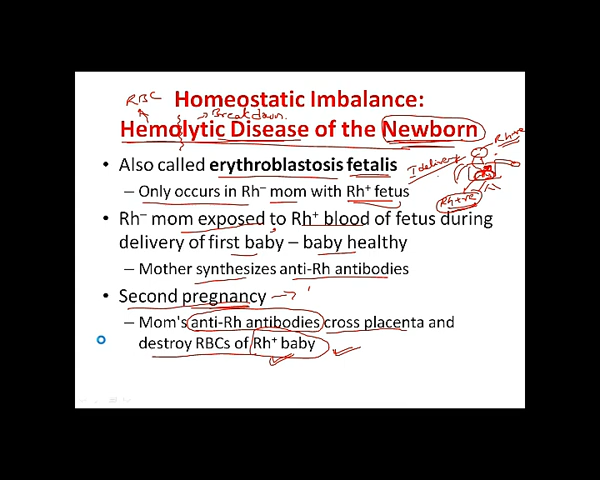 RBC
Homeostatic Imbalance:
Breakdown
Hemolytic Disease of the Newborn
Rh-ve
• Also called erythroblastosis fetalis
I delivery
– Only occurs in Rh⁻ mom with Rh⁺ fetus
Rh+ve
• Rh⁻ mom exposed to Rh⁺ blood of fetus during
delivery of first baby – baby healthy
– Mother synthesizes anti-Rh antibodies
• Second pregnancy
– Mom's anti-Rh antibodies cross placenta and
destroy RBCs of Rh⁺ baby